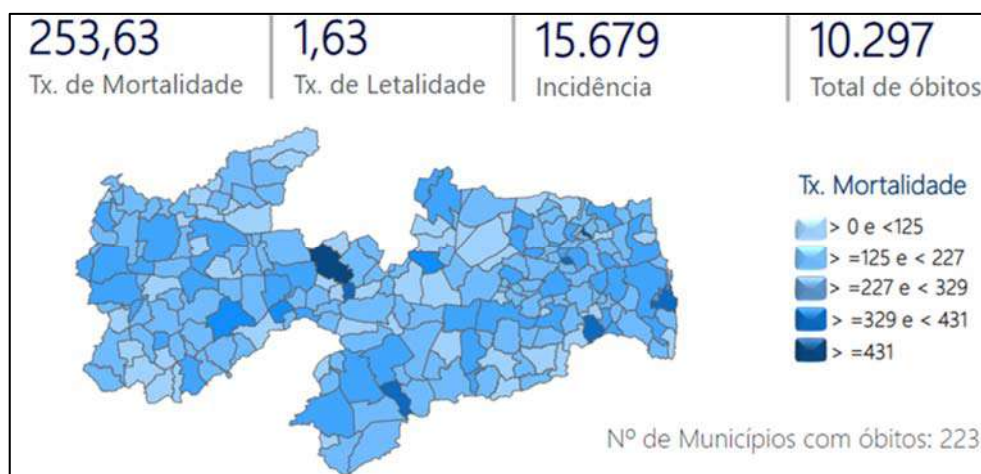 253,63
Tx. de Mortalidade
1,63
Tx. de Letalidade
15.679
Incidência
10.297
Total de óbitos
Tx. Mortalidade
> 0 e <125
> =125 e < 227
> =227 e < 329
> =329 e < 431
> =431
Nº de Municípios com óbitos: 223